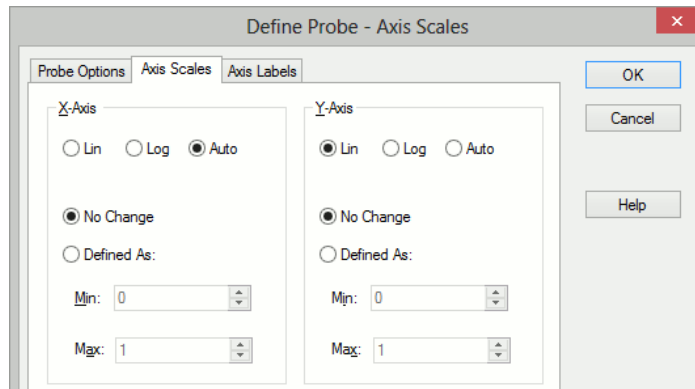 Define Probe - Axis Scales
×
Probe Options Axis Scales Axis Labels
OK
Cancel
Help
X-Axis
Lin Log Auto
No Change
Defined As:
Min: 0
Max: 1
Y-Axis
Lin Log Auto
No Change
Defined As:
Min: 0
Max: 1